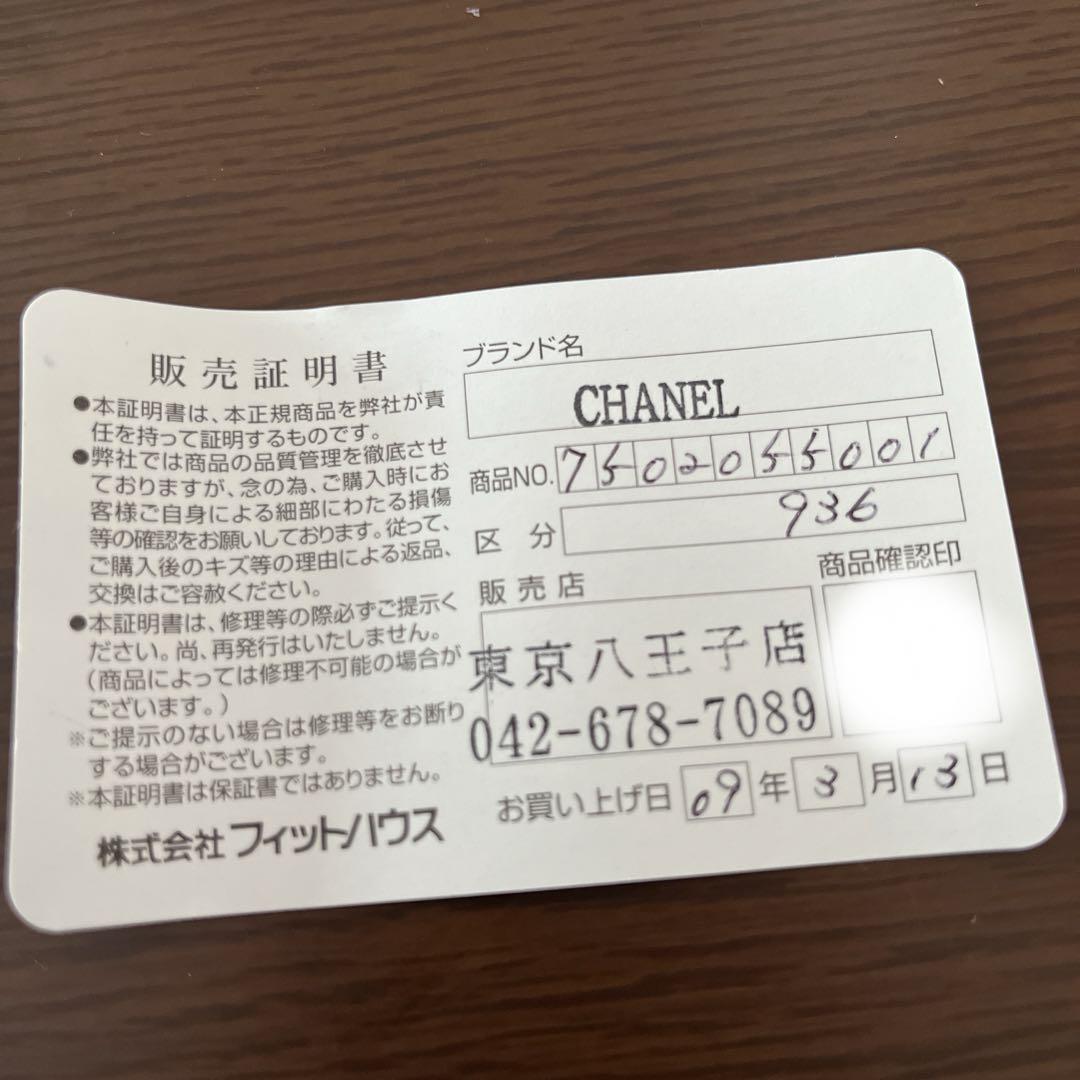 販売証明書
●本証明書は、本正規商品を弊社が責
任を持って証明するものです。
●弊社では商品の品質管理を徹底させ
ておりますが、念の為、ご購入時にお
客様ご自身による細部にわたる損傷
等の確認をお願いしております。従って、
ご購入後のキズ等の理由による返品、
交換はご容赦ください。
●本証明書は、修理等の際必ずご提示く
ださい。尚、再発行はいたしません。
(商品によっては修理不可能の場合が
ございます。)
※ご提示のない場合は修理等をお断り
する場合がございます。
※本証明書は保証書ではありません。
株式会社 フィットハウス
ブランド名
CHANEL
商品NO. 7502055001
区分 936
販売店
商品確認印
東京八王子店
042-678-7089
お買い上げ日 09年3月13日